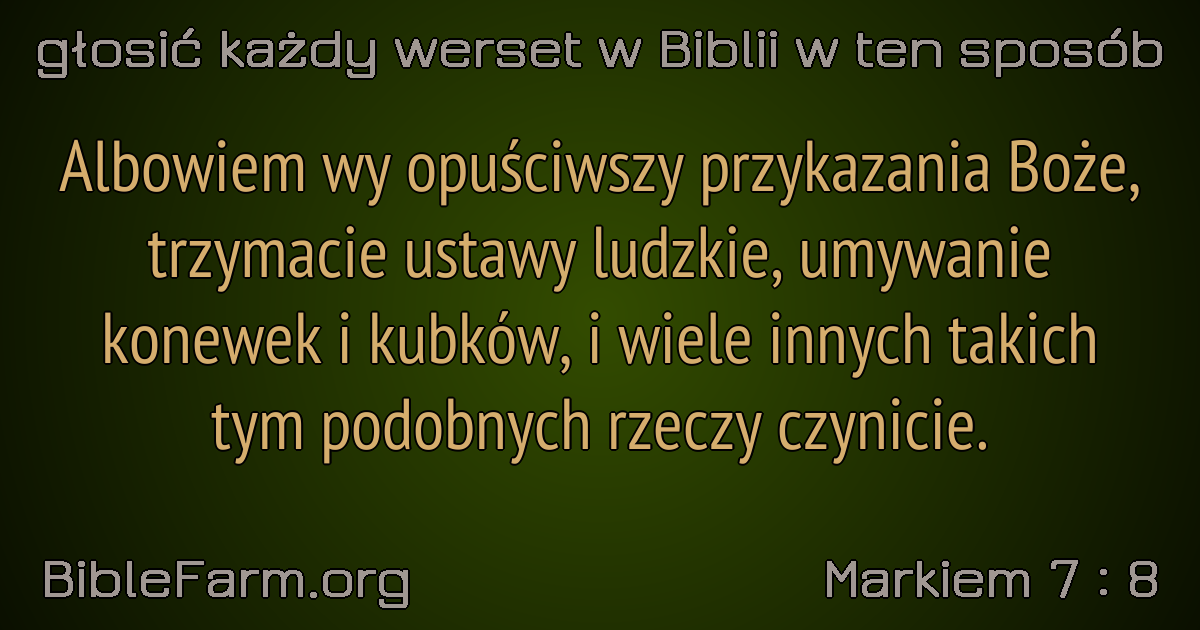 głosić każdy werset w Biblii w ten sposób
Albowiem wy opuściwszy przykazania Boże,
trzymacie ustawy ludzkie, umywanie
konewek i kubków, i wiele innych takich
tym podobnych rzeczy czynicie.
BibleFarm.org
Markiem 7 : 8